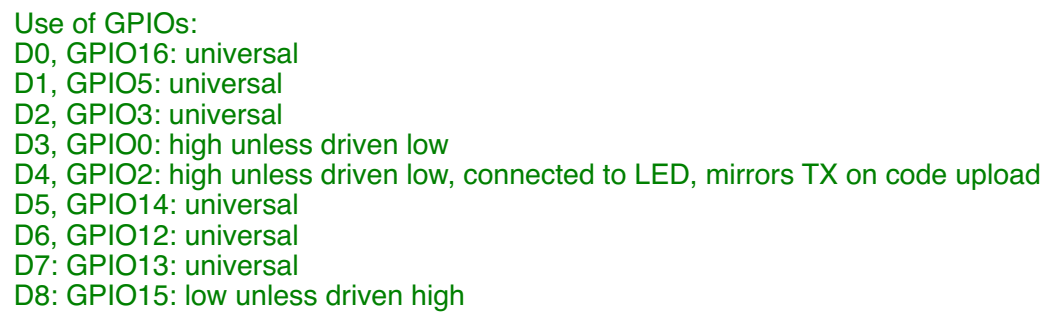 Use of GPIOs:
D0, GPIO16: universal
D1, GPIO5: universal
D2, GPIO3: universal
D3, GPIO0: high unless driven low
D4, GPIO2: high unless driven low, connected to LED, mirrors TX on code upload
D5, GPIO14: universal
D6, GPIO12: universal
D7: GPIO13: universal
D8: GPIO15: low unless driven high